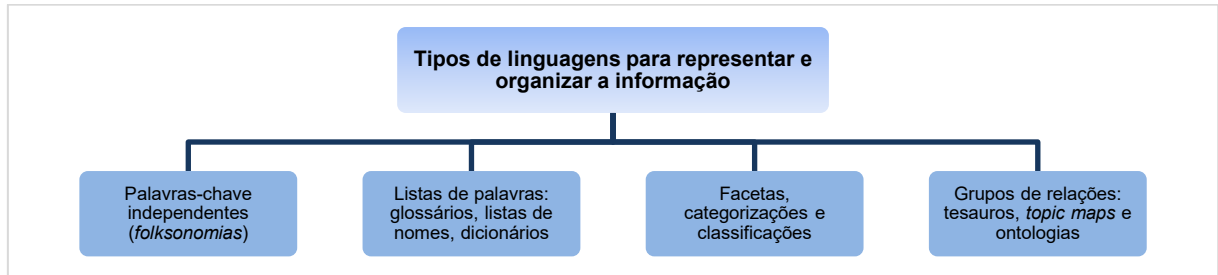 Tipos de linguagens para representar e
organizar a informação
Palavras-chave
independentes
(folksonomias)
Listas de palavras:
glossários, listas de
nomes, dicionários
Facetas,
categorizações e
classificações
Grupos de relações:
tesauros, topic maps e
ontologias